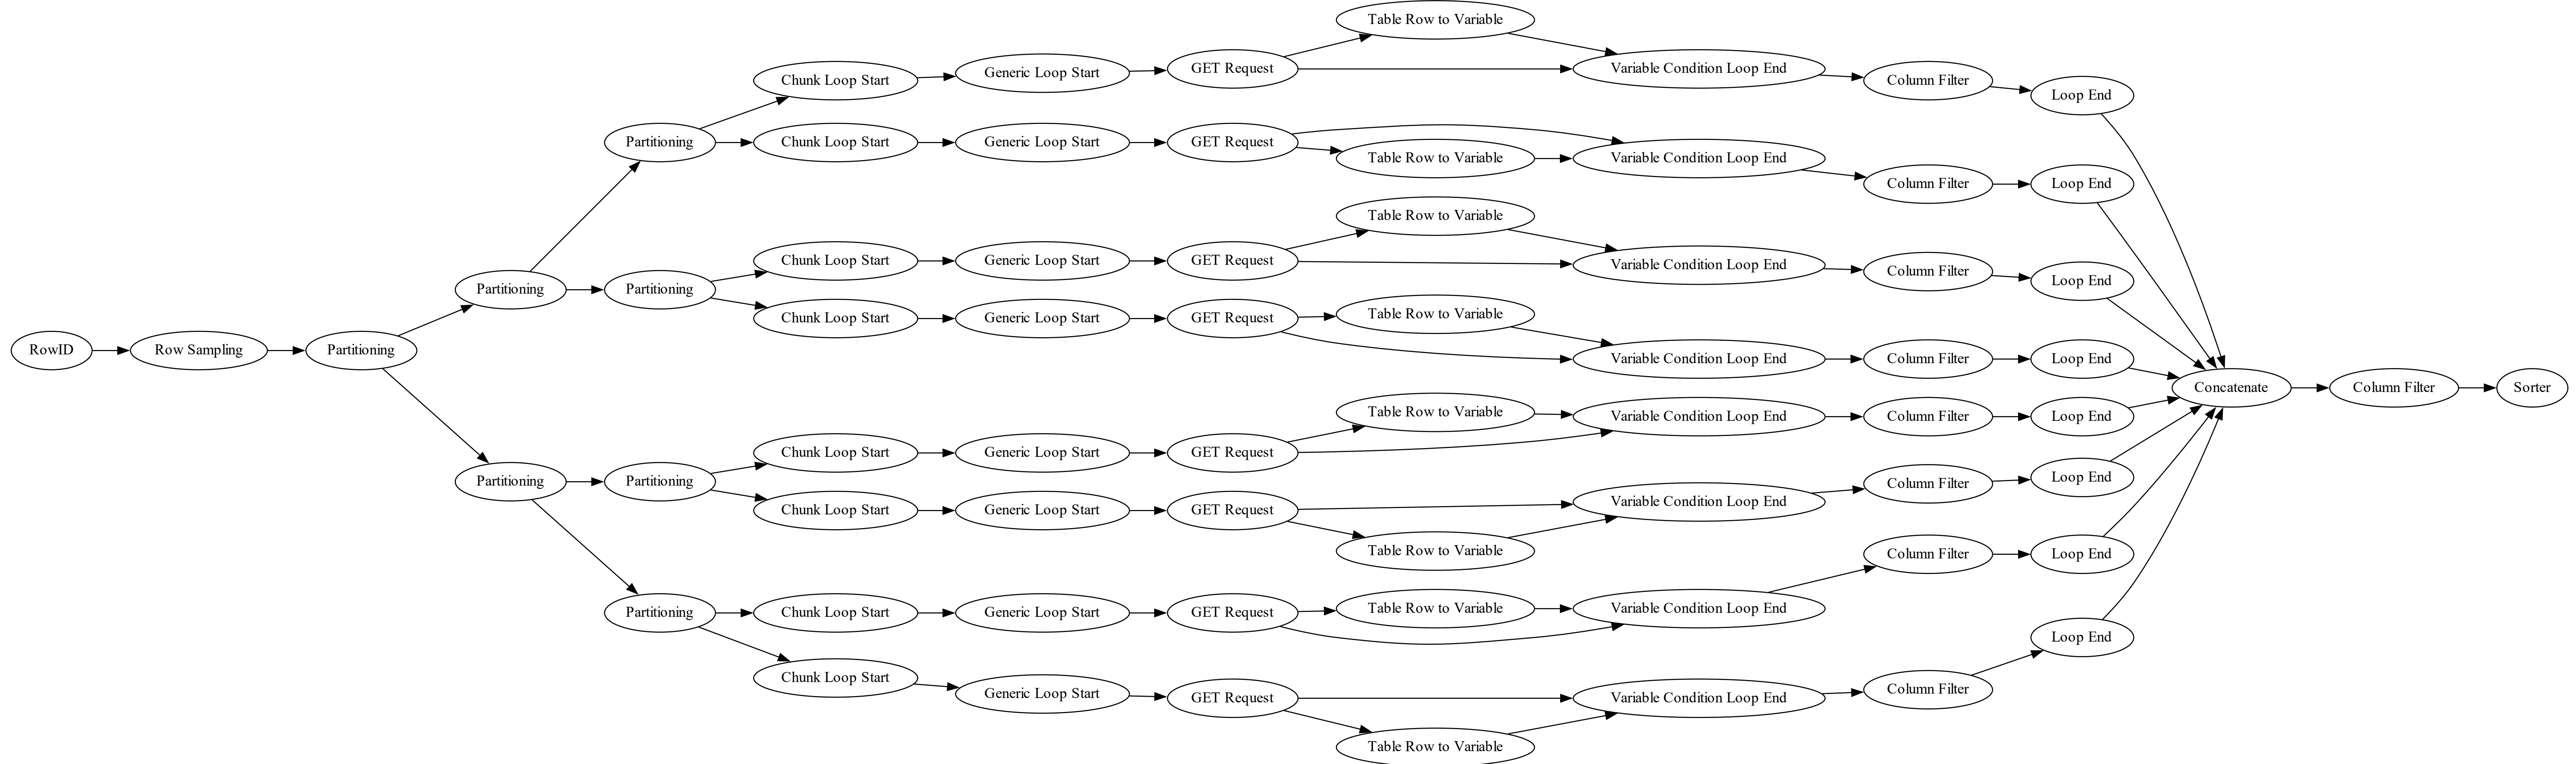 Table Row to Variable
Chunk Loop Start
Generic Loop Start
GET Request
Variable Condition Loop End
Column Filter
Loop End
Partitioning
Chunk Loop Start
Generic Loop Start
GET Request
Table Row to Variable
Variable Condition Loop End
Column Filter
Loop End
Table Row to Variable
Partitioning
Partitioning
Chunk Loop Start
Generic Loop Start
GET Request
Variable Condition Loop End
Column Filter
Loop End
Chunk Loop Start
Generic Loop Start
GET Request
Table Row to Variable
Variable Condition Loop End
Column Filter
Loop End
RowID
Row Sampling
Partitioning
Concatenate
Column Filter
Sorter
Table Row to Variable
Variable Condition Loop End
Column Filter
Loop End
Chunk Loop Start
Generic Loop Start
GET Request
Partitioning
Partitioning
Chunk Loop Start
Generic Loop Start
GET Request
Variable Condition Loop End
Column Filter
Loop End
Table Row to Variable
Partitioning
Chunk Loop Start
Generic Loop Start
GET Request
Table Row to Variable
Variable Condition Loop End
Column Filter
Loop End
Chunk Loop Start
Generic Loop Start
GET Request
Variable Condition Loop End
Column Filter
Loop End
Table Row to Variable